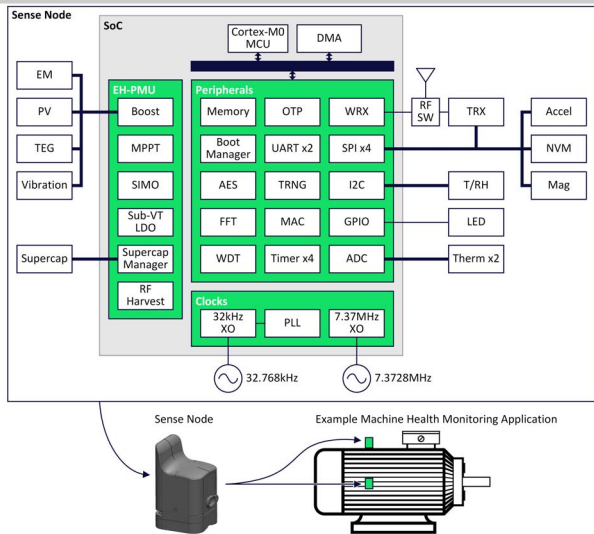 Sense Node
SoC
Cortex-M0
MCU
DMA
EH-PMU
Boost
MPPT
SIMO
Sub-VT
LDO
Supercap
Manager
RF
Harvest
EM
PV
TEG
Vibration
Supercap
Peripherals
Memory
OTP
WRX
Boot
Manager
UART x2
SPI x4
AES
TRNG
I2C
FFT
MAC
GPIO
WDT
Timer x4
ADC
RF
SW
TRX
Accel
NVM
Mag
T/RH
LED
Therm x2
Clocks
32kHz
XO
PLL
7.37MHz
XO
32.768kHz
7.3728MHz
Sense Node
Example Machine Health Monitoring Application